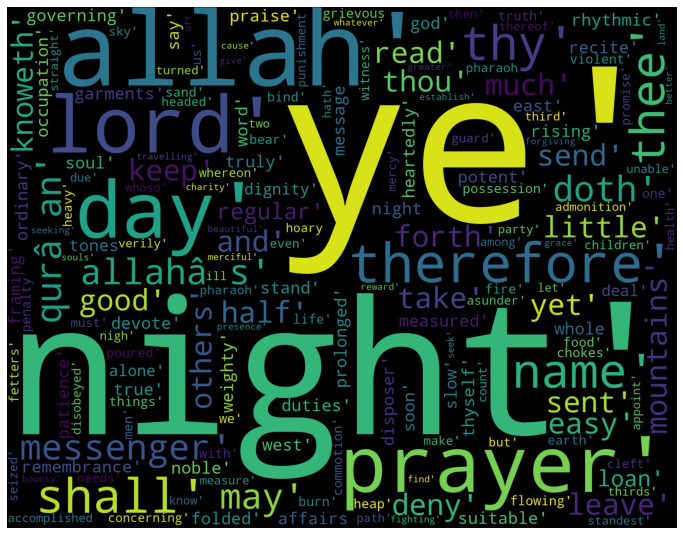 governing'
allah'
praise'
grievous
god'
rhythmic'
then'
truth'
thereof'
oft'
sky'
us'
cause'
give'
whatever'
say'
thy'
recite'
land'
knoweth'
occupation'
straight'
turned'
punishment'
witness'
read'
pharaoh'
violent'
promise'
better'
greater'
establish'
thou'
much'
east'
third'
thee'
garments'
sand'
headed'
bind'
hath'
message'
heartedly'
lord'
word'
two'
bear'
ye'
guard'
forgiving'
rising'
send'
ordinary'
qurâ an'
soul'
due'
travelling'
keep'
whoso'
charity'
whereon'
truly'
dignity'
mercy'
potent'
possession'
unable'
doth'
one'
admonition'
heavy'
seeking'
day'
beautiful'
regular'
hoary
night'
forth'
party'
children'
little'
health'
tones'
verily'
and'
even'
among'
grace'
souls'
merciful'
allahâ s'
ill
pharaoh'
stand'
therefore'
framing'
penalty'
good'
half'
life'
reward'
asunder'
fire'
let'
deal'
take'
measured'
yet'
whole
mountains'
must'
devote'
others'
presence'
prolonged'
seek'
food'
chokes'
night'
nigh'
poured'
weighty'
slow'
thyself'
count'
name'
fetters'
patience'
disobeyed'
alone'
true'
things'
men'
we'
duties'
soon'
disposer'
sent'
easy'
appoint'
messenger'
with'
west'
commotion'
make'
but'
earth'
cleft'
seized'
remembrance'
noble'
prayer'
loan'
thirds'
bounty'
needs'
know'
measure'
burn'
heap'
find'
flowing'
shall'
may'
deny'
leave'
accomplished'
concerning'
folded'
affairs
path'
fighting'
suitable'
standest'